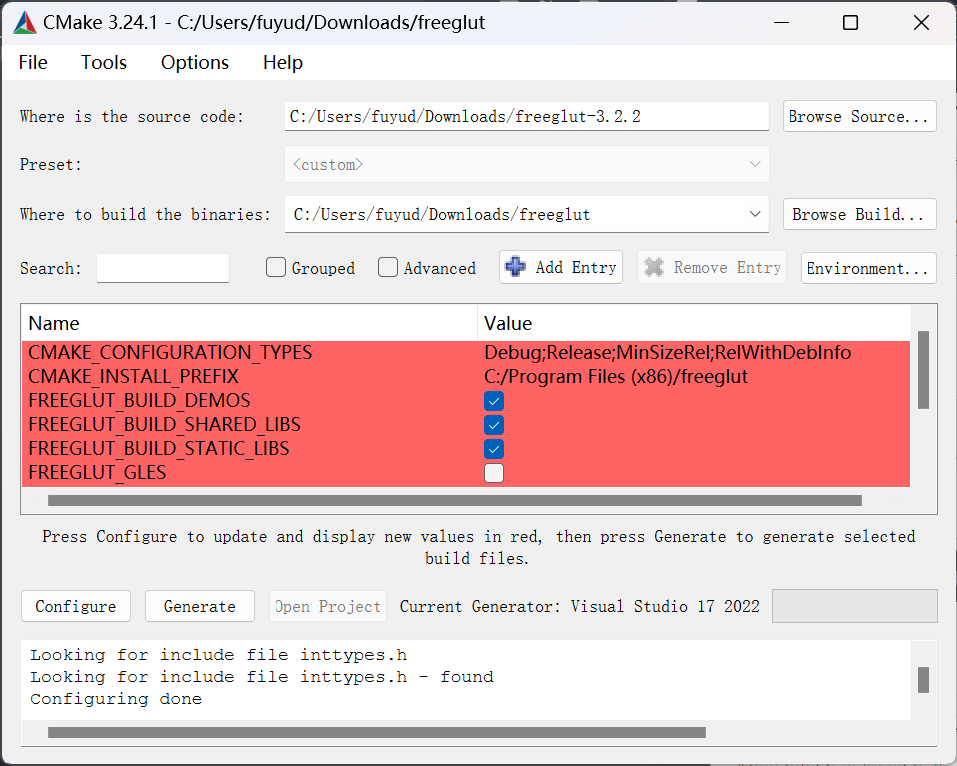 CMake 3.24.1 - C:/Users/fuyud/Downloads/freeglut
File Tools Options Help
Where is the source code: C:/Users/fuyud/Downloads/freeglut-3.2.2 Browse Source...
Preset: <custom>
Where to build the binaries: C:/Users/fuyud/Downloads/freeglut Browse Build...
Search: Grouped Advanced Add Entry Remove Entry Environment...
Name Value
CMAKE_CONFIGURATION_TYPES Debug;Release;MinSizeRel;RelWithDebInfo
CMAKE_INSTALL_PREFIX C:/Program Files (x86)/freeglut
FREEGLUT_BUILD_DEMOS
FREEGLUT_BUILD_SHARED_LIBS
FREEGLUT_BUILD_STATIC_LIBS
FREEGLUT_GLES
Press Configure to update and display new values in red, then press Generate to generate selected
build files.
Configure Generate Open Project Current Generator: Visual Studio 17 2022
Looking for include file inttypes.h
Looking for include file inttypes.h - found
Configuring done